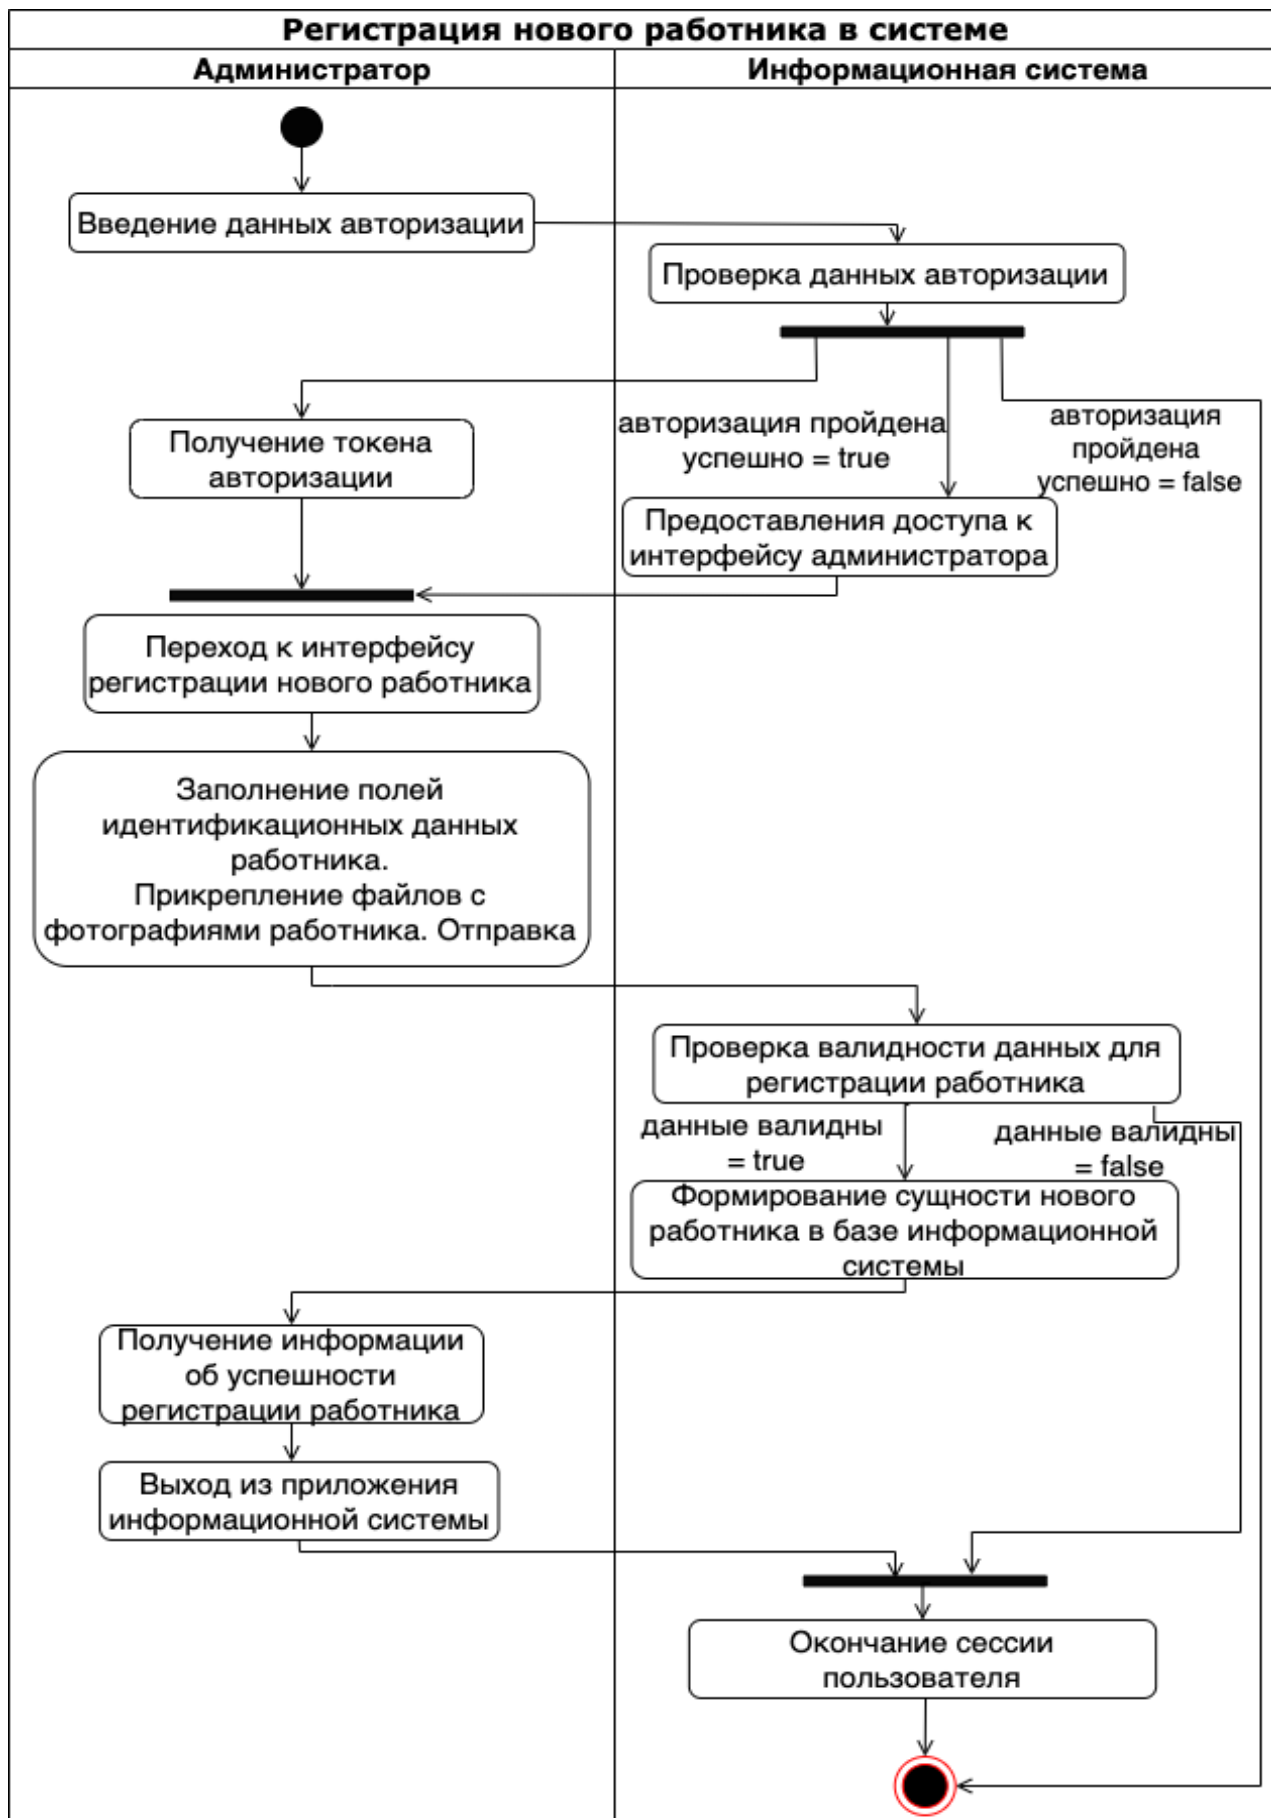 Регистрация нового работника в системе
Администратор
Информационная система
Введение данных авторизации
Проверка данных авторизации
авторизация пройдена
успешно = true
авторизация
пройдена
успешно = false
Получение токена
авторизации
Предоставления доступа к
интерфейсу администратора
Переход к интерфейсу
регистрации нового работника
Заполнение полей
идентификационных данных
работника.
Прикрепление файлов с
фотографиями работника. Отправка
Проверка валидности данных для
регистрации работника
данные валидны
= true
данные валидны
= false
Формирование сущности нового
работника в базе информационной
системы
Получение информации
об успешности
регистрации работника
Выход из приложения
информационной системы
Окончание сессии
пользователя